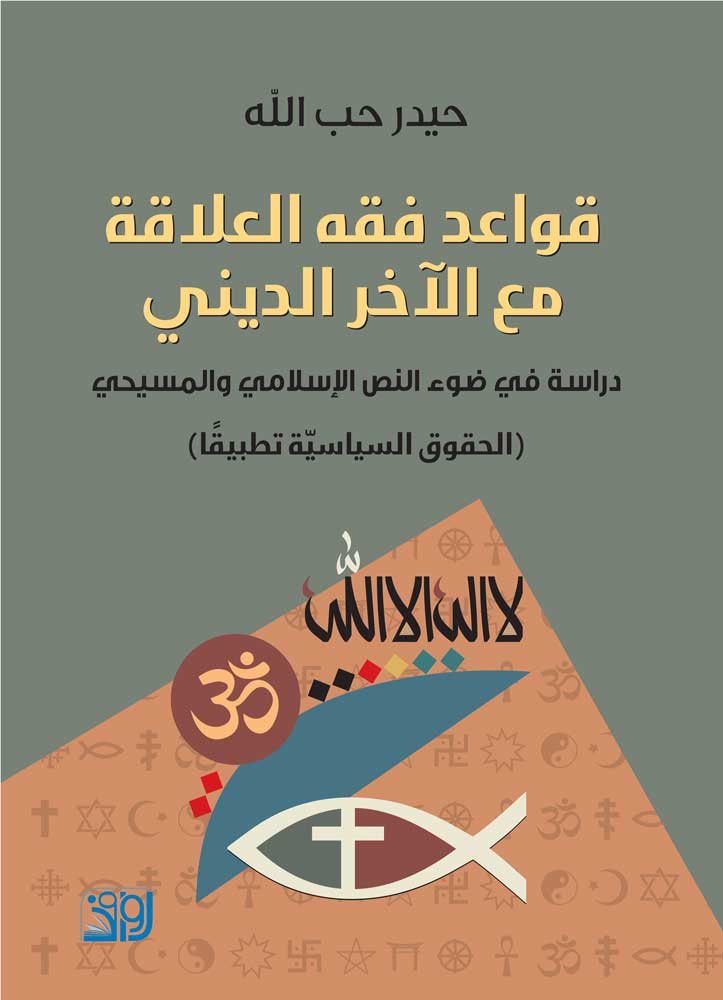 حيدر حب الله
قواعد فقه العلاقة
مع الآخر الديني
دراسة في ضوء النص الإسلامي والمسيحي
(الحقوق السياسيّة تطبيقًا)
لا اله الا الله